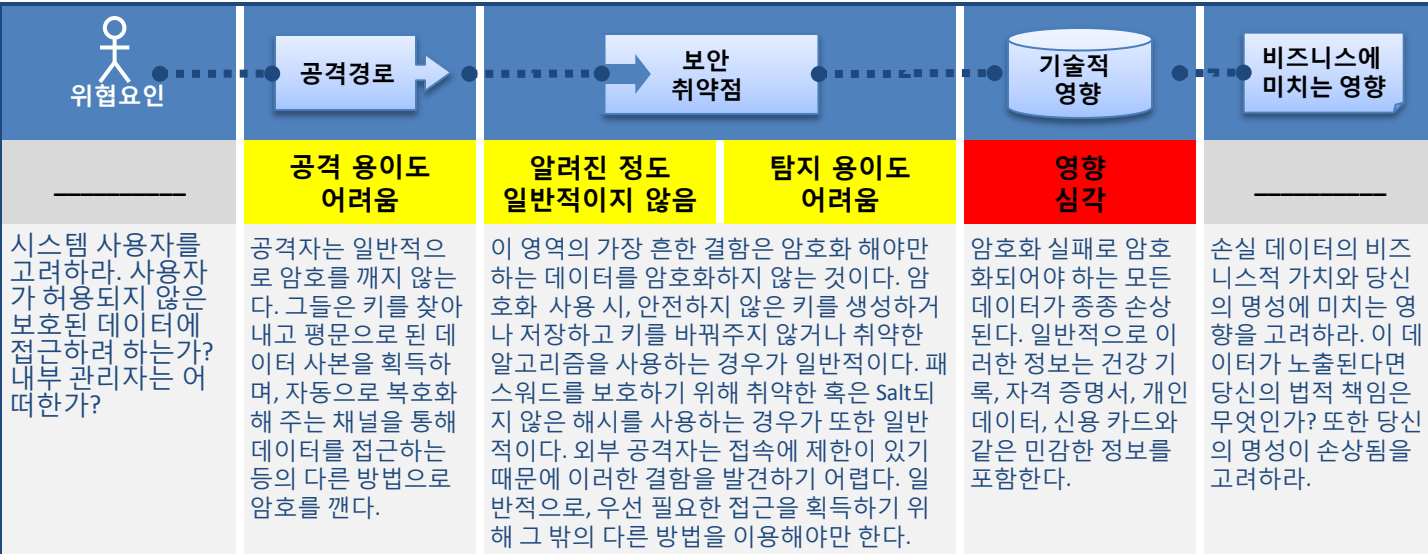 위협요인
공격경로
보안
취약점
기술적
영향
비즈니스에
미치는 영향
__________
공격 용이도
어려움
알려진 정도
일반적이지 않음
탐지 용이도
어려움
영향
심각
__________
시스템 사용자를
고려하라. 사용자
가 허용되지 않은
보호된 데이터에
접근하려 하는가?
내부 관리자는 어
떠한가?
공격자는 일반적으
로 암호를 깨지 않는
다. 그들은 키를 찾아
내고 평문으로 된 데
이터 사본을 획득하
며, 자동으로 복호화
해 주는 채널을 통해
데이터를 접근하는
등의 다른 방법으로
암호를 깬다.
이 영역의 가장 흔한 결함은 암호화 해야만
하는 데이터를 암호화하지 않는 것이다. 암
호화 사용 시, 안전하지 않은 키를 생성하거
나 저장하고 키를 바꿔주지 않거나 취약한
알고리즘을 사용하는 경우가 일반적이다. 패
스워드를 보호하기 위해 취약한 혹은 Salt되
지 않은 해시를 사용하는 경우가 또한 일반
적이다. 외부 공격자는 접속에 제한이 있기
때문에 이러한 결함을 발견하기 어렵다. 일
반적으로, 우선 필요한 접근을 획득하기 위
해 그 밖의 다른 방법을 이용해야만 한다.
암호화 실패로 암호
화되어야 하는 모든
데이터가 종종 손상
된다. 일반적으로 이
러한 정보는 건강 기
록, 자격 증명서, 개인
데이터, 신용 카드와
같은 민감한 정보를
포함한다.
손실 데이터의 비즈
니스적 가치와 당신
의 명성에 미치는 영
향을 고려하라. 이 데
이터가 노출된다면
당신의 법적 책임은
무엇인가? 또한 당신
의 명성이 손상됨을
고려하라.